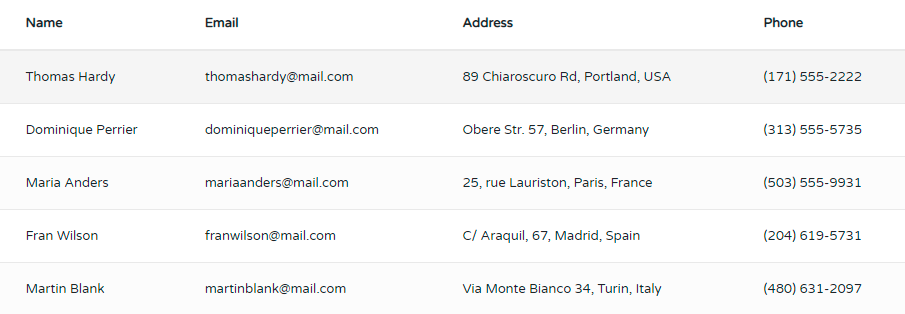 Name Email Address Phone
Thomas Hardy thomashardy@mail.com 89 Chiaroscuro Rd, Portland, USA (171) 555-2222
Dominique Perrier dominiqueperrier@mail.com Obere Str. 57, Berlin, Germany (313) 555-5735
Maria Anders mariaanders@mail.com 25, rue Lauriston, Paris, France (503) 555-9931
Fran Wilson franwilson@mail.com C/ Araquil, 67, Madrid, Spain (204) 619-5731
Martin Blank martinblank@mail.com Via Monte Bianco 34, Turin, Italy (480) 631-2097